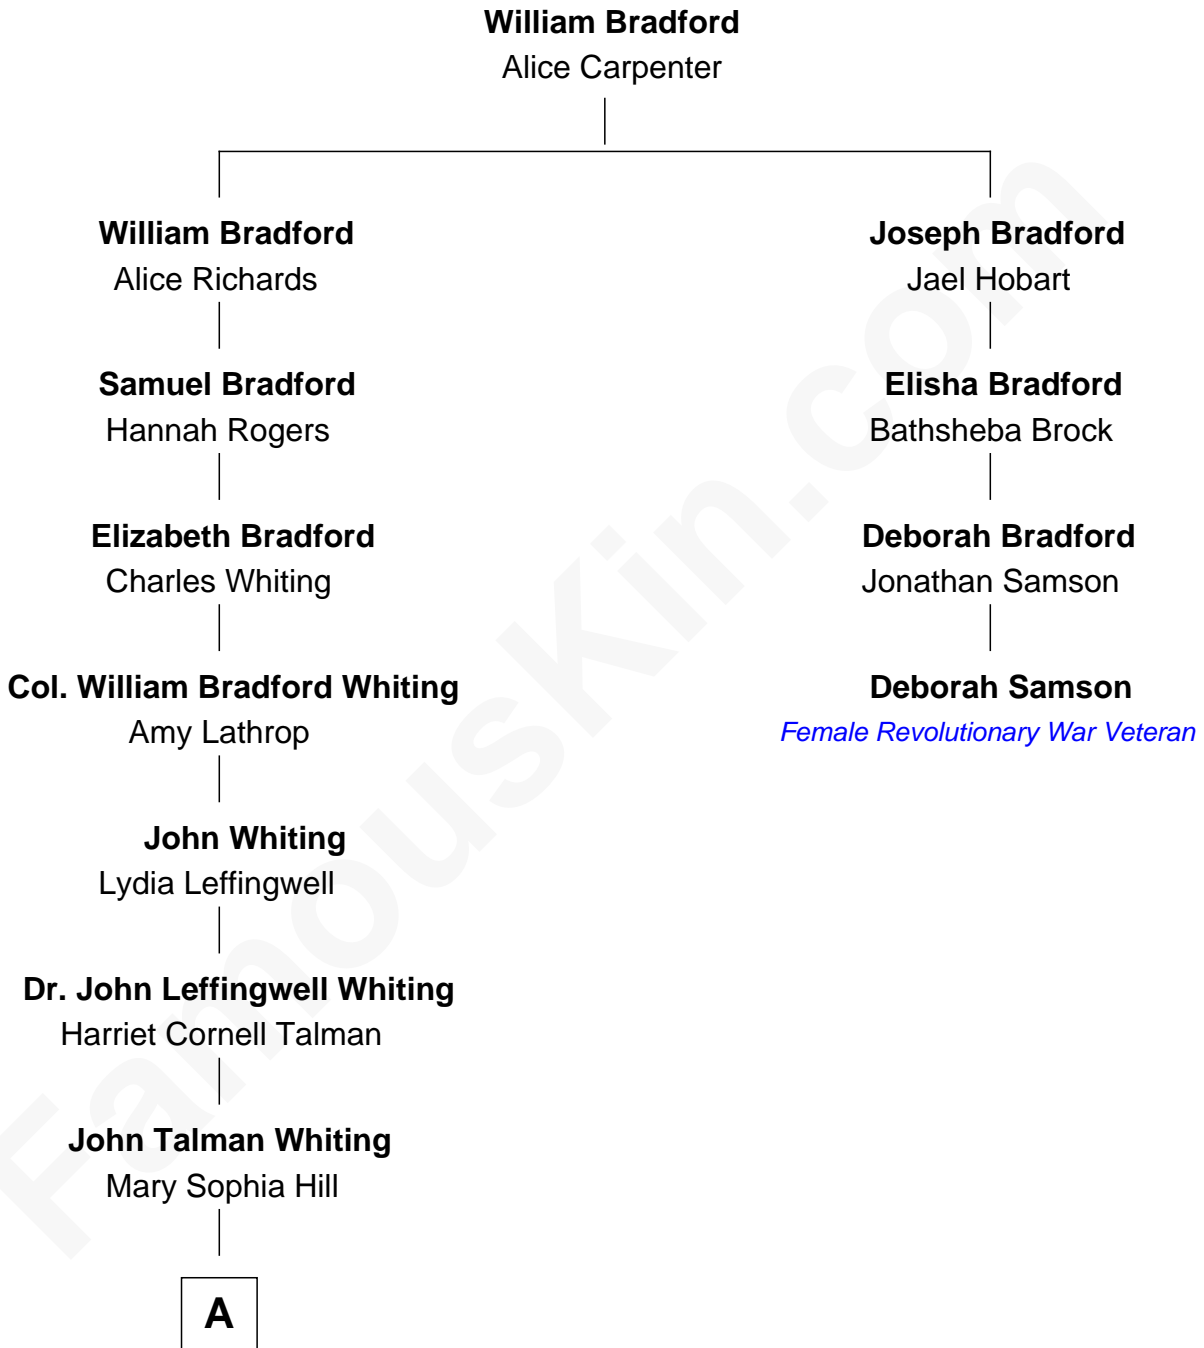 William Bradford
Alice Carpenter
William Bradford
Alice Richards
Joseph Bradford
Jael Hobart
Samuel Bradford
Hannah Rogers
Elisha Bradford
Bathsheba Brock
Elizabeth Bradford
Charles Whiting
Deborah Bradford
Jonathan Samson
Col. William Bradford Whiting
Amy Lathrop
Deborah Samson
Female Revolutionary War Veteran
John Whiting
Lydia Leffingwell
Dr. John Leffingwell Whiting
Harriet Cornell Talman
John Talman Whiting
Mary Sophia Hill
A
FamousKin.com